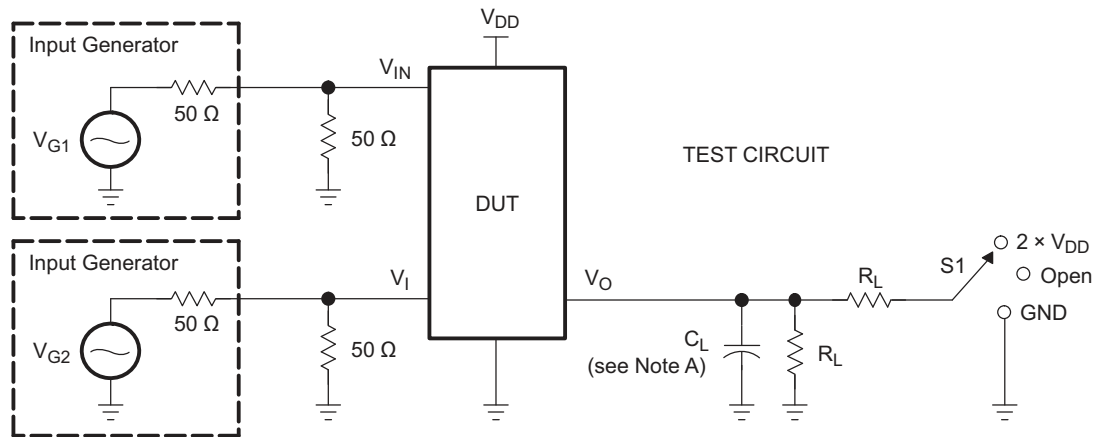 V_DD
Input Generator
V_IN
50 Ω
50 Ω
V_G1
TEST CIRCUIT
DUT
Input Generator
2 × V_DD
S1
Open
V_I
V_O
R_L
GND
50 Ω
50 Ω
V_G2
C_L
(see Note A)
R_L